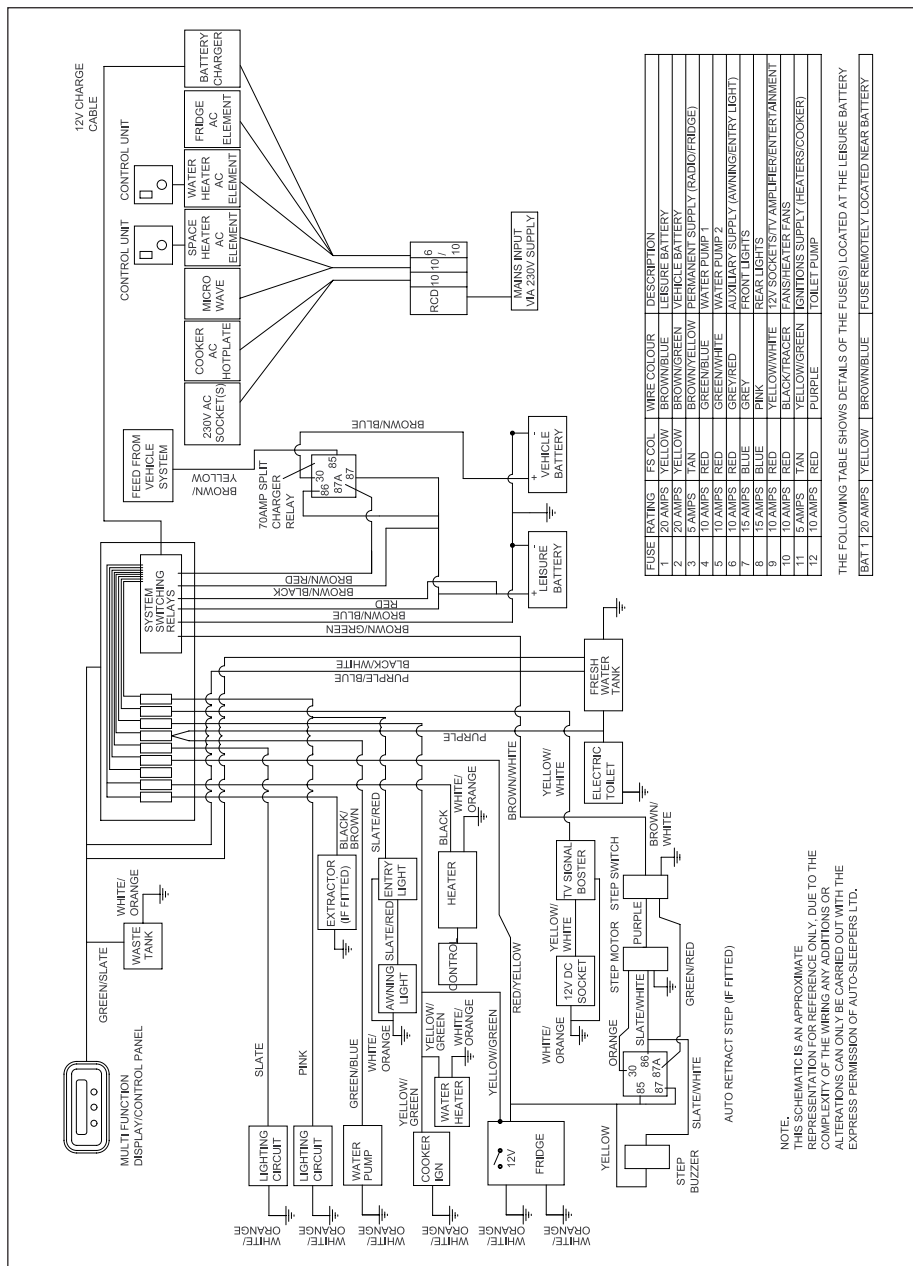 12V CHARGE
CABLE
CONTROL UNIT
CONTROL UNIT
BATTERY
CHARGER
FRIDGE
AC
ELEMENT
WATER
HEATER
AC
ELEMENT
SPACE
HEATER
AC
ELEMENT
MICRO
WAVE
COOKER
AC
HOTPLATE
230V AC
SOCKET(S)
RCD
10
10
6
/
10
MAINS INPUT
VIA 230V SUPPLY
FEED FROM
VEHICLE
SYSTEM
BROWN/
YELLOW
BROWN/BLUE
70AMP SPLIT
CHARGER
RELAY
30
85
86
87A
87
+
-
VEHICLE
BATTERY
+
-
LEISURE
BATTERY
SYSTEM
SWITCHING
RELAYS
BROWN/RED
BROWN/BLACK
RED
BROWN/BLUE
BROWN/GREEN
BLACK/WHITE
PURPLE/BLUE
FRESH
WATER
TANK
PURPLE
ELECTRIC
TOILET
BROWN/WHITE
YELLOW/
WHITE
GREEN/SLATE
WASTE
TANK
WHITE/
ORANGE
MULTI FUNCTION
DISPLAY/CONTROL PANEL
SLATE
PINK
LIGHTING
CIRCUIT
WHITE/
ORANGE
LIGHTING
CIRCUIT
WHITE/
ORANGE
BLACK/
BROWN
EXTRACTOR
(IF FITTED)
GREEN/BLUE
WATER
PUMP
WHITE/
ORANGE
SLATE/RED
ENTRY
LIGHT
SLATE/RED
AWNING
LIGHT
WHITE/
ORANGE
YELLOW/
GREEN
COOKER
IGN
WHITE/
ORANGE
YELLOW/
GREEN
WATER
HEATER
WHITE/
ORANGE
BLACK
HEATER
WHITE/
ORANGE
CONTROL
YELLOW/GREEN
RED/YELLOW
12V
FRIDGE
WHITE/
ORANGE
WHITE/
ORANGE
TV SIGNAL
BOSTER
YELLOW/
WHITE
12V DC
SOCKET
WHITE/
ORANGE
STEP SWITCH
BROWN/
WHITE
PURPLE
STEP MOTOR
GREEN/RED
SLATE/WHITE
ORANGE
30
86
85
87
87A
SLATE/WHITE
YELLOW
STEP
BUZZER
AUTO RETRACT STEP (IF FITTED)
NOTE.
THIS SCHEMATIC IS AN APPROXIMATE
REPRESENTATION FOR REFERENCE ONLY, DUE TO THE
COMPLEXITY OF THE WIRING ANY ADDITIONS OR
ALTERATIONS CAN ONLY BE CARRIED OUT WITH THE
EXPRESS PERMISSION OF AUTO-SLEEPERS LTD.
FUSE RATING FS COL WIRE COLOUR DESCRIPTION
1 20 AMPS YELLOW BROWN/BLUE LEISURE BATTERY
2 20 AMPS YELLOW BROWN/GREEN VEHICLE BATTERY
3 5 AMPS TAN BROWN/YELLOW PERMANENT SUPPLY (RADIO/FRIDGE)
4 10 AMPS RED GREEN/BLUE WATER PUMP 1
5 10 AMPS RED GREEN/WHITE WATER PUMP 2
6 10 AMPS RED GREY/RED AUXILIARY SUPPLY (AWNING/ENTRY LIGHT)
7 15 AMPS BLUE GREY FRONT LIGHTS
8 15 AMPS BLUE PINK REAR LIGHTS
9 10 AMPS RED YELLOW/WHITE 12V SOCKETS/TV AMPLIFIER/ENTERTAINMENT
10 10 AMPS RED BLACK/TRACER FANS/HEATER FANS
11 5 AMPS TAN YELLOW/GREEN IGNITIONS SUPPLY (HEATERS/COOKER)
12 10 AMPS RED PURPLE TOILET PUMP
THE FOLLOWING TABLE SHOWS DETAILS OF THE FUSE(S) LOCATED AT THE LEISURE BATTERY
BAT 1 20 AMPS YELLOW BROWN/BLUE FUSE REMOTELY LOCATED NEAR BATTERY